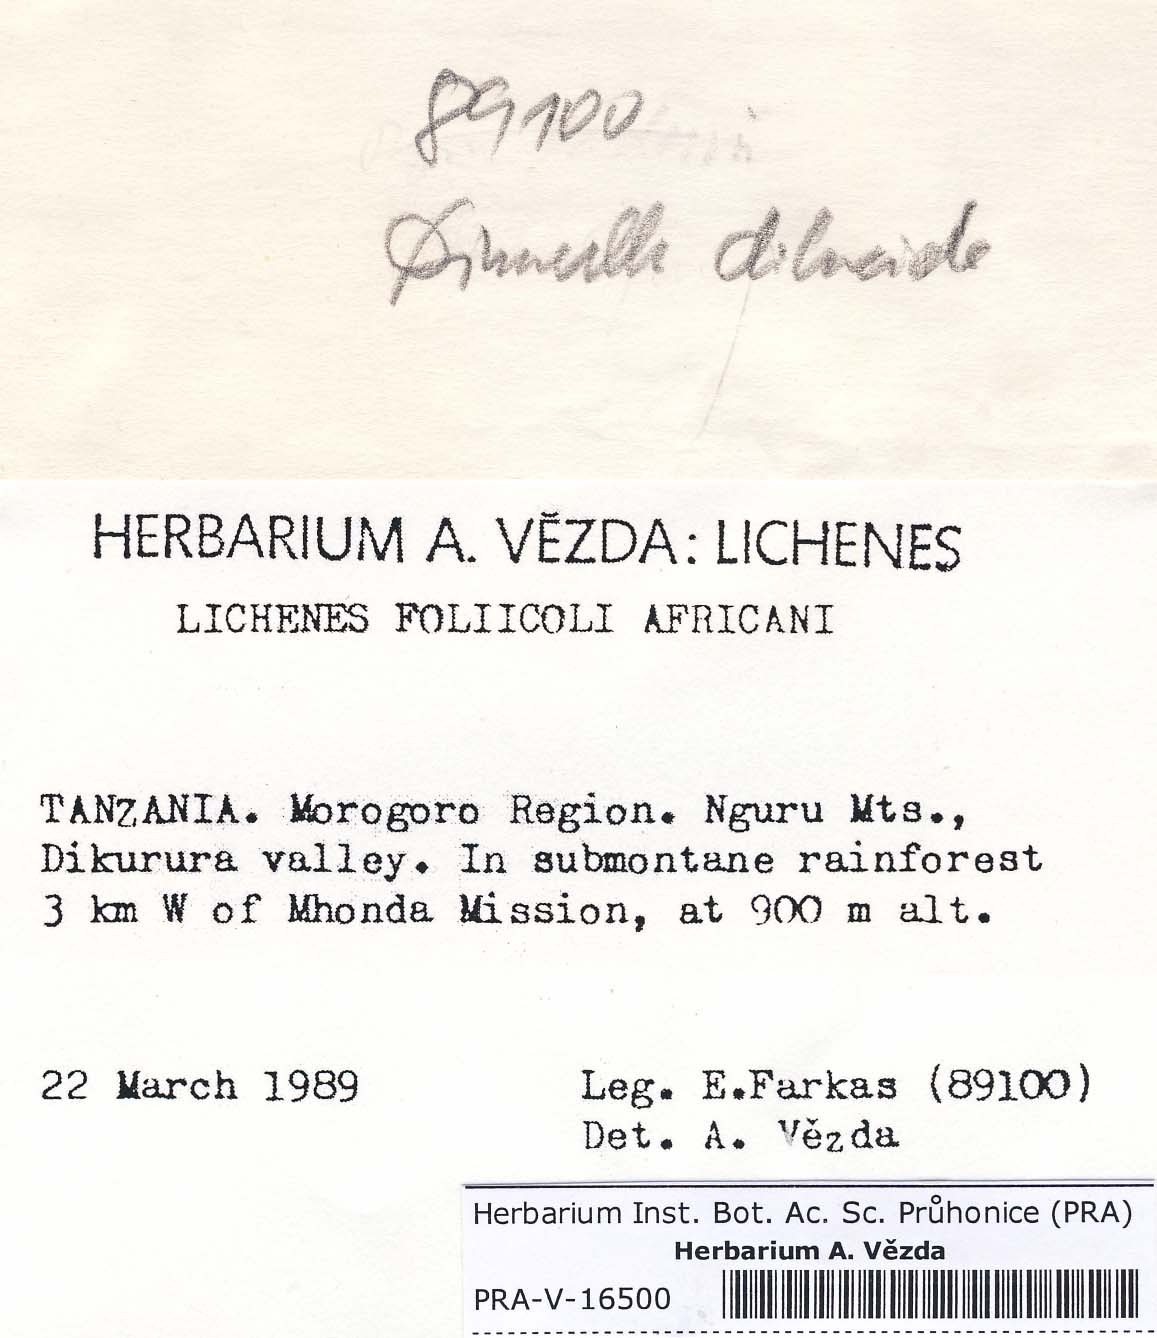 89100
Dimerella dilucida
HERBARIUM A. VĚZDA: LICHENES
LICHENES FOLIICOLI AFRICANI
TANZANIA. Morogoro Region. Nguru Mts.,
Dikurura valley. In submontane rainforest
3 km W of Mhonda Mission, at 900 m alt.
22 March 1989
Leg. E.Farkas (89100)
Det. A. Vězda
Herbarium Inst. Bot. Ac. Sc. Průhonice (PRA)
Herbarium A. Vězda
PRA-V-16500